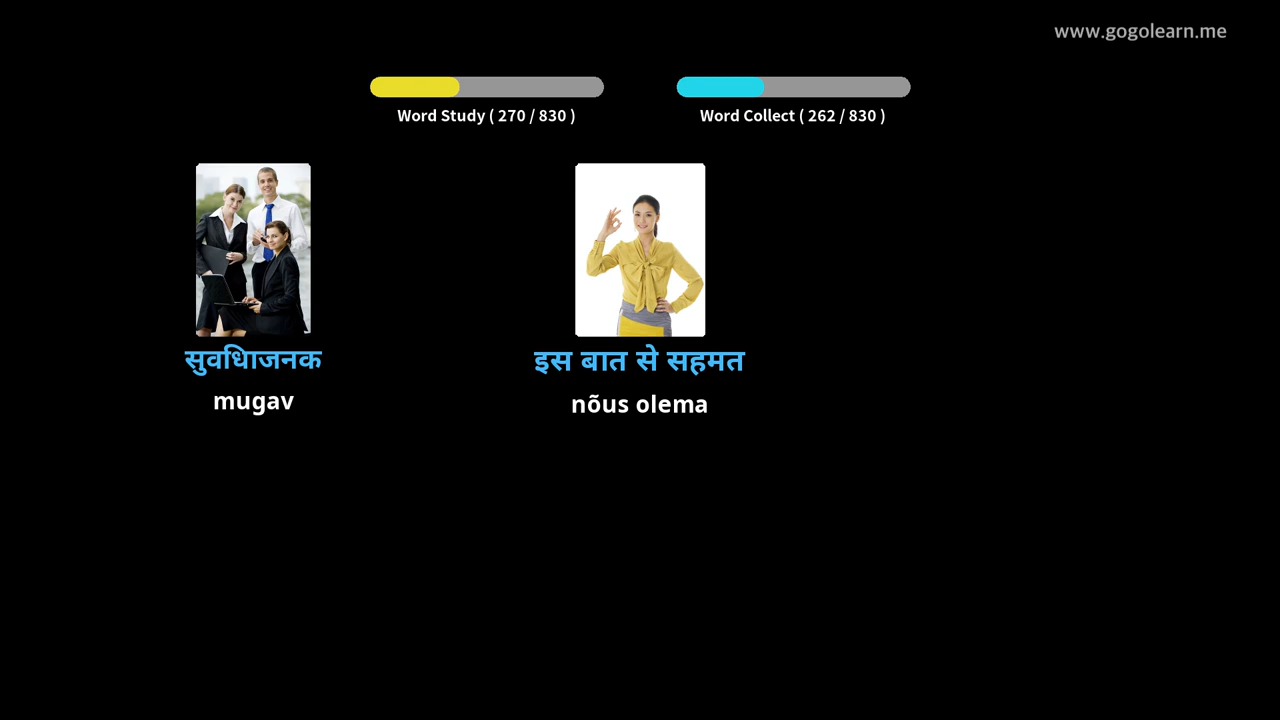 www.gogolearn.me
Word Study ( 270 / 830 )
Word Collect ( 262 / 830 )
सुवधिाजनक
mugav
इस बात से सहमत
nõus olema